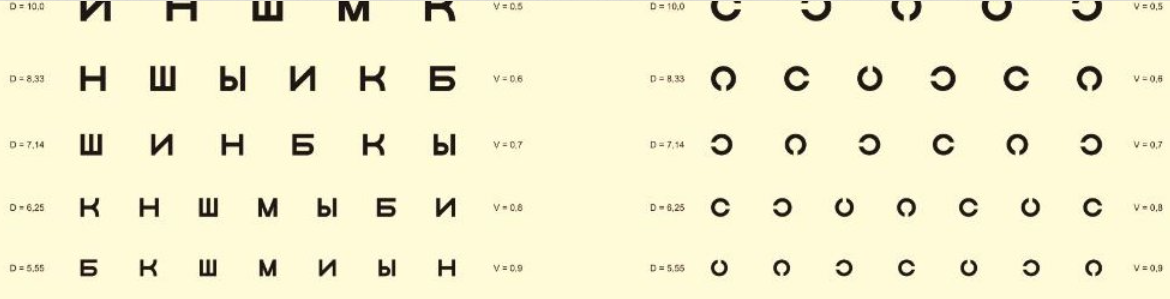 D = 10,0 И Н Ш М К V = 0,5 D = 10,0 V = 0,5
D = 8,33 Н Ш Ы И К Б V = 0,6 D = 8,33 V = 0,6
D = 7,14 Ш И Н Б К Ы V = 0,7 D = 7,14 V = 0,7
D = 6,25 К Н Ш М Ы Б И V = 0,8 D = 6,25 V = 0,8
D = 5,55 Б К Ш М И Ы Н V = 0,9 D = 5,55 V = 0,9